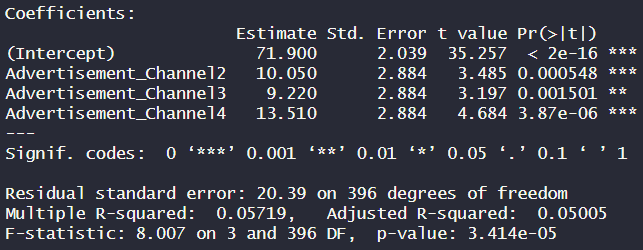 Coefficients:
                       Estimate Std. Error t value Pr(>|t|)
(Intercept)              71.900      2.039  35.257  < 2e-16 ***
Advertisement_Channel2   10.050      2.884   3.485 0.000548 ***
Advertisement_Channel3    9.220      2.884   3.197 0.001501 **
Advertisement_Channel4   13.510      2.884   4.684 3.87e-06 ***
---
Signif. codes:  0 ‘***’ 0.001 ‘**’ 0.01 ‘*’ 0.05 ‘.’ 0.1 ‘ ’ 1
Residual standard error: 20.39 on 396 degrees of freedom
Multiple R-squared:  0.05719,	Adjusted R-squared:  0.05005
F-statistic: 8.007 on 3 and 396 DF,  p-value: 3.414e-05